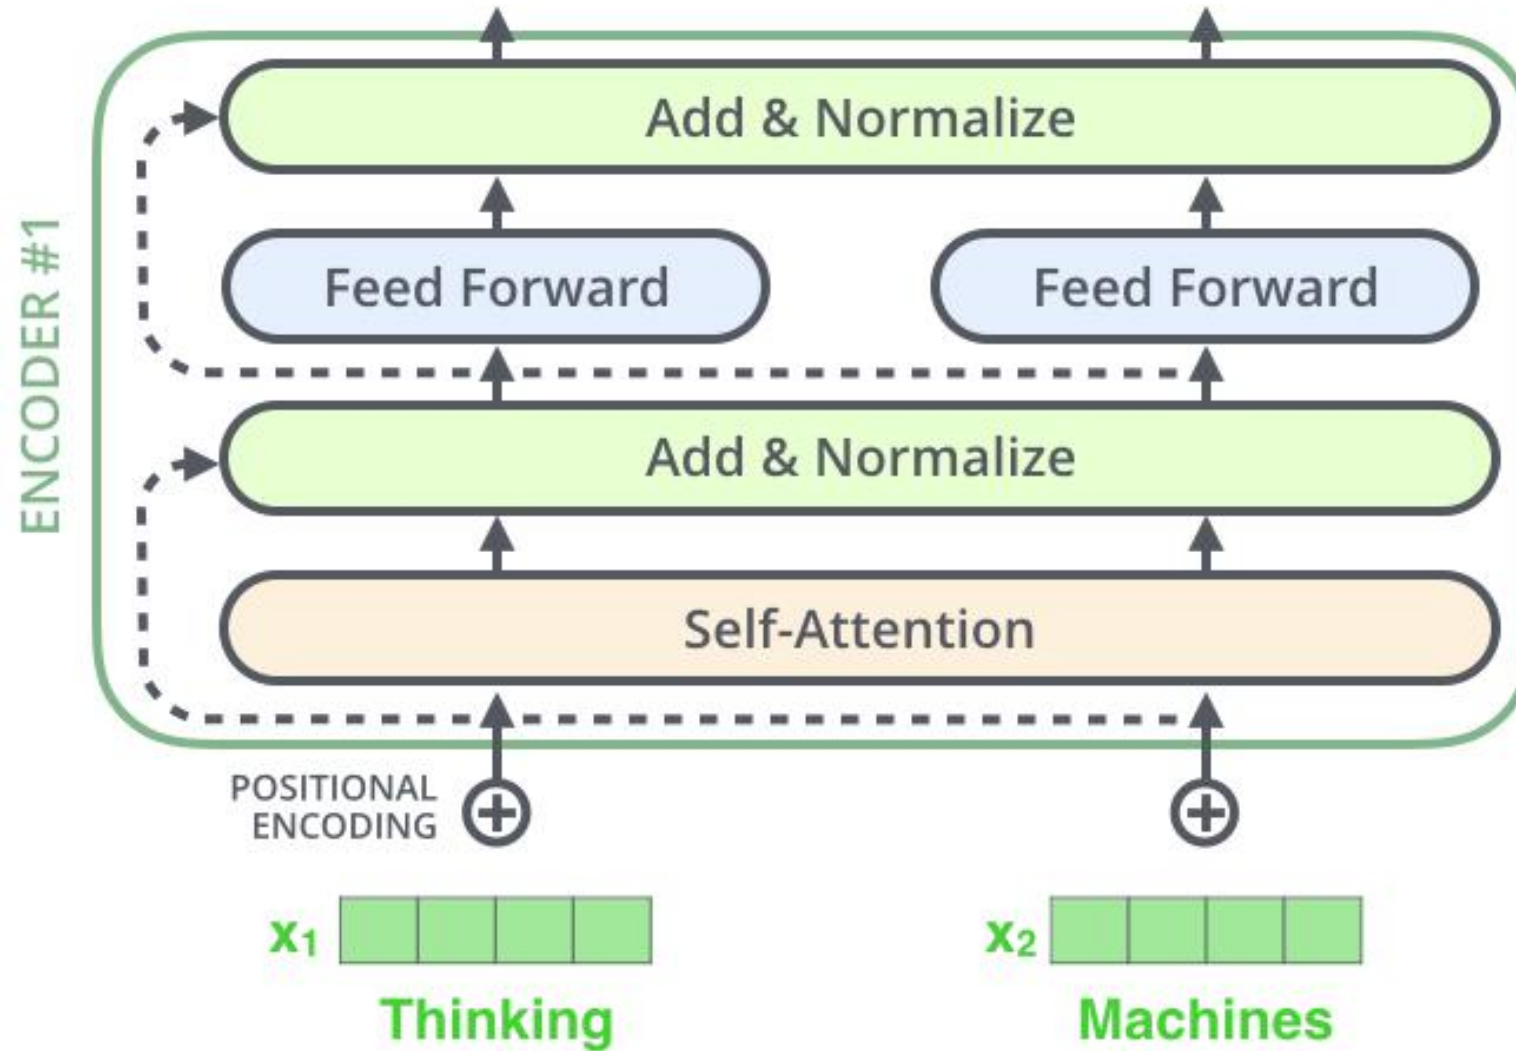 Add & Normalize
ENCODER #1
Feed Forward
Feed Forward
Add & Normalize
Self-Attention
POSITIONAL
ENCODING
x₁
x₂
Thinking
Machines